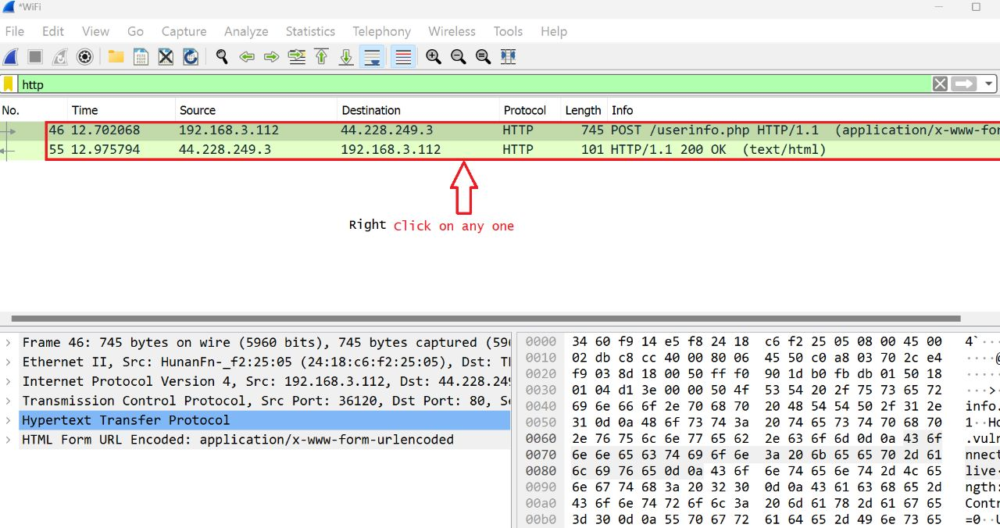 *WiFi
File Edit View Go Capture Analyze Statistics Telephony Wireless Tools Help
http
No. Time Source Destination Protocol Length Info
46 12.702068 192.168.3.112 44.228.249.3 HTTP 745 POST /userinfo.php HTTP/1.1 (application/x-www-for
55 12.975794 44.228.249.3 192.168.3.112 HTTP 101 HTTP/1.1 200 OK (text/html)
Right Click on any one
Frame 46: 745 bytes on wire (5960 bits), 745 bytes captured (596
Ethernet II, Src: HunanFn-_f2:25:05 (24:18:c6:f2:25:05), Dst: T
Internet Protocol Version 4, Src: 192.168.3.112, Dst: 44.228.249
Transmission Control Protocol, Src Port: 36120, Dst Port: 80, S
Hypertext Transfer Protocol
HTML Form URL Encoded: application/x-www-form-urlencoded
0000 34 60 f9 14 e5 f8 24 18 c6 f2 25 05 08 00 45 00 4`···
0010 02 db c8 cc 40 00 80 06 45 50 c0 a8 03 70 2c e4 ····@
0020 f9 03 8d 18 00 50 ff f0 90 1d b0 fb db 01 50 18
0030 01 04 d1 3e 00 00 50 4f 53 54 20 2f 75 73 65 72 ···>
0040 69 6e 66 6f 2e 70 68 70 20 48 54 54 50 2f 31 2e info.
0050 31 0d 0a 48 6f 73 74 3a 20 74 65 73 74 70 68 70 1··Ho
0060 2e 76 75 6c 6e 77 65 62 2e 63 6f 6d 0d 0a 43 6f .vuln
0070 6e 6e 65 63 74 69 6f 6e 3a 20 6b 65 65 70 2d 61 nnect
0080 6c 69 76 65 0d 0a 43 6f 6e 74 65 6e 74 2d 4c 65 live·
0090 6e 67 74 68 3a 20 32 30 0d 0a 43 61 63 68 65 2d ngth:
00a0 43 6f 6e 74 72 6f 6c 3a 20 6d 61 78 2d 61 67 65 Contr
00b0 3d 30 0d 0a 55 70 67 72 61 64 65 2d 49 6e 73 65 =0··U